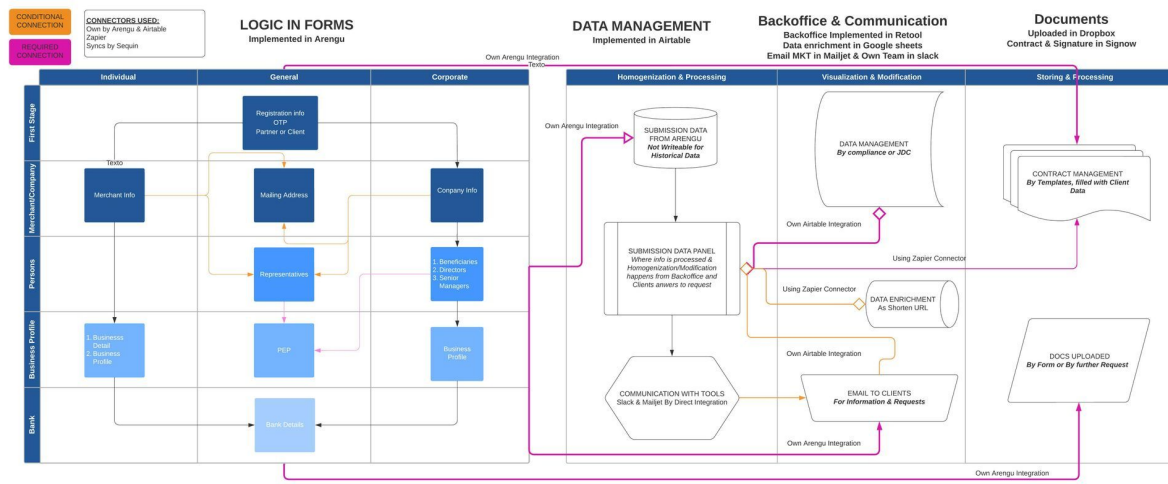 CONDITIONAL
CONNECTION
REQUIRED
CONNECTION
CONNECTORS USED:
Own by Arengu & Airtable
Zapier
Syncs by Sequin
LOGIC IN FORMS
Implemented in Arengu
DATA MANAGEMENT
Implemented in Airtable
Backoffice & Communication
Backoffice Implemented in Retool
Data enrichment in Google sheets
Email MKT in Mailjet & Own Team in slack
Documents
Uploaded in Dropbox
Contract & Signature in Signow
Own Arengu Integration
Texto
Individual
General
Corporate
Homogenization & Processing
Visualization & Modification
Storing & Processing
First Stage
Registration info
OTP
Partner or Client
Own Arengu Integration
SUBMISSION DATA
FROM ARENGU
Not Writeable for
Historical Data
DATA MANAGEMENT
By compliance or JDC
Merchant/Company
Texto
Merchant Info
Mailing Address
Conpany Info
CONTRACT MANAGEMENT
By Templates, filled with Client
Data
Own Airtable Integration
Persons
Representatives
1. Beneficiaries
2. Directors
3. Senior
Managers
SUBMISSION DATA PANEL
Where info is processed &
Homogenization/Modification
happens from Backoffice and
Clients anwers to request
Using Zapier Connector
Using Zapier Connector
DATA ENRICHMENT
As Shorten URL
Business Profile
1. Businesss
Detail
2. Business
Profile
PEP
Business
Profile
Own Airtable Integration
DOCS UPLOADED
By Form or By further Request
Bank
Bank Details
COMMUNICATION WITH TOOLS
Slack & Mailjet By Direct Integration
EMAIL TO CLIENTS
For Information & Requests
Own Arengu Integration
Own Arengu Integration